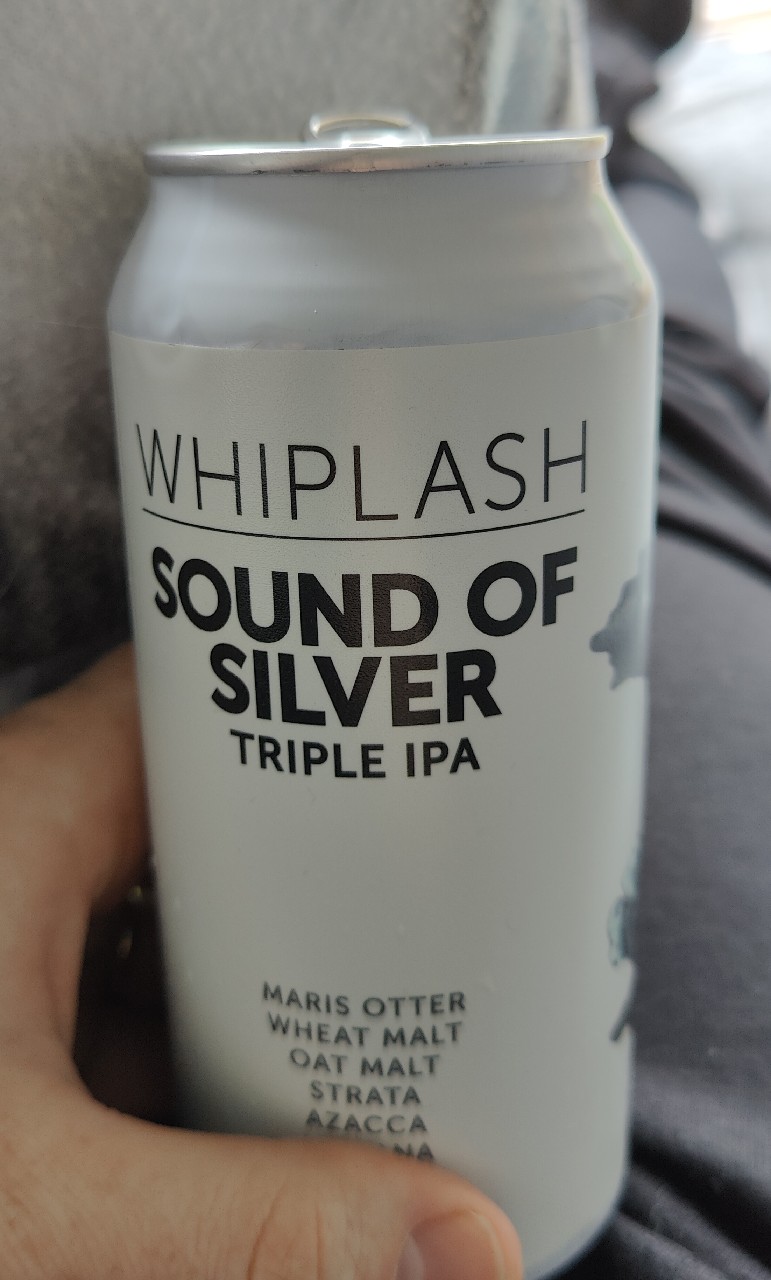 WHIPLASH
SOUND OF
SILVER
TRIPLE IPA
MARIS OTTER
WHEAT MALT
OAT MALT
STRATA
AZACCA